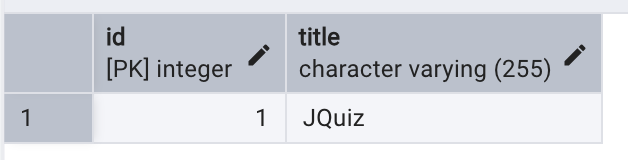 id
[PK] integer
title
character varying (255)
1
1
JQuiz